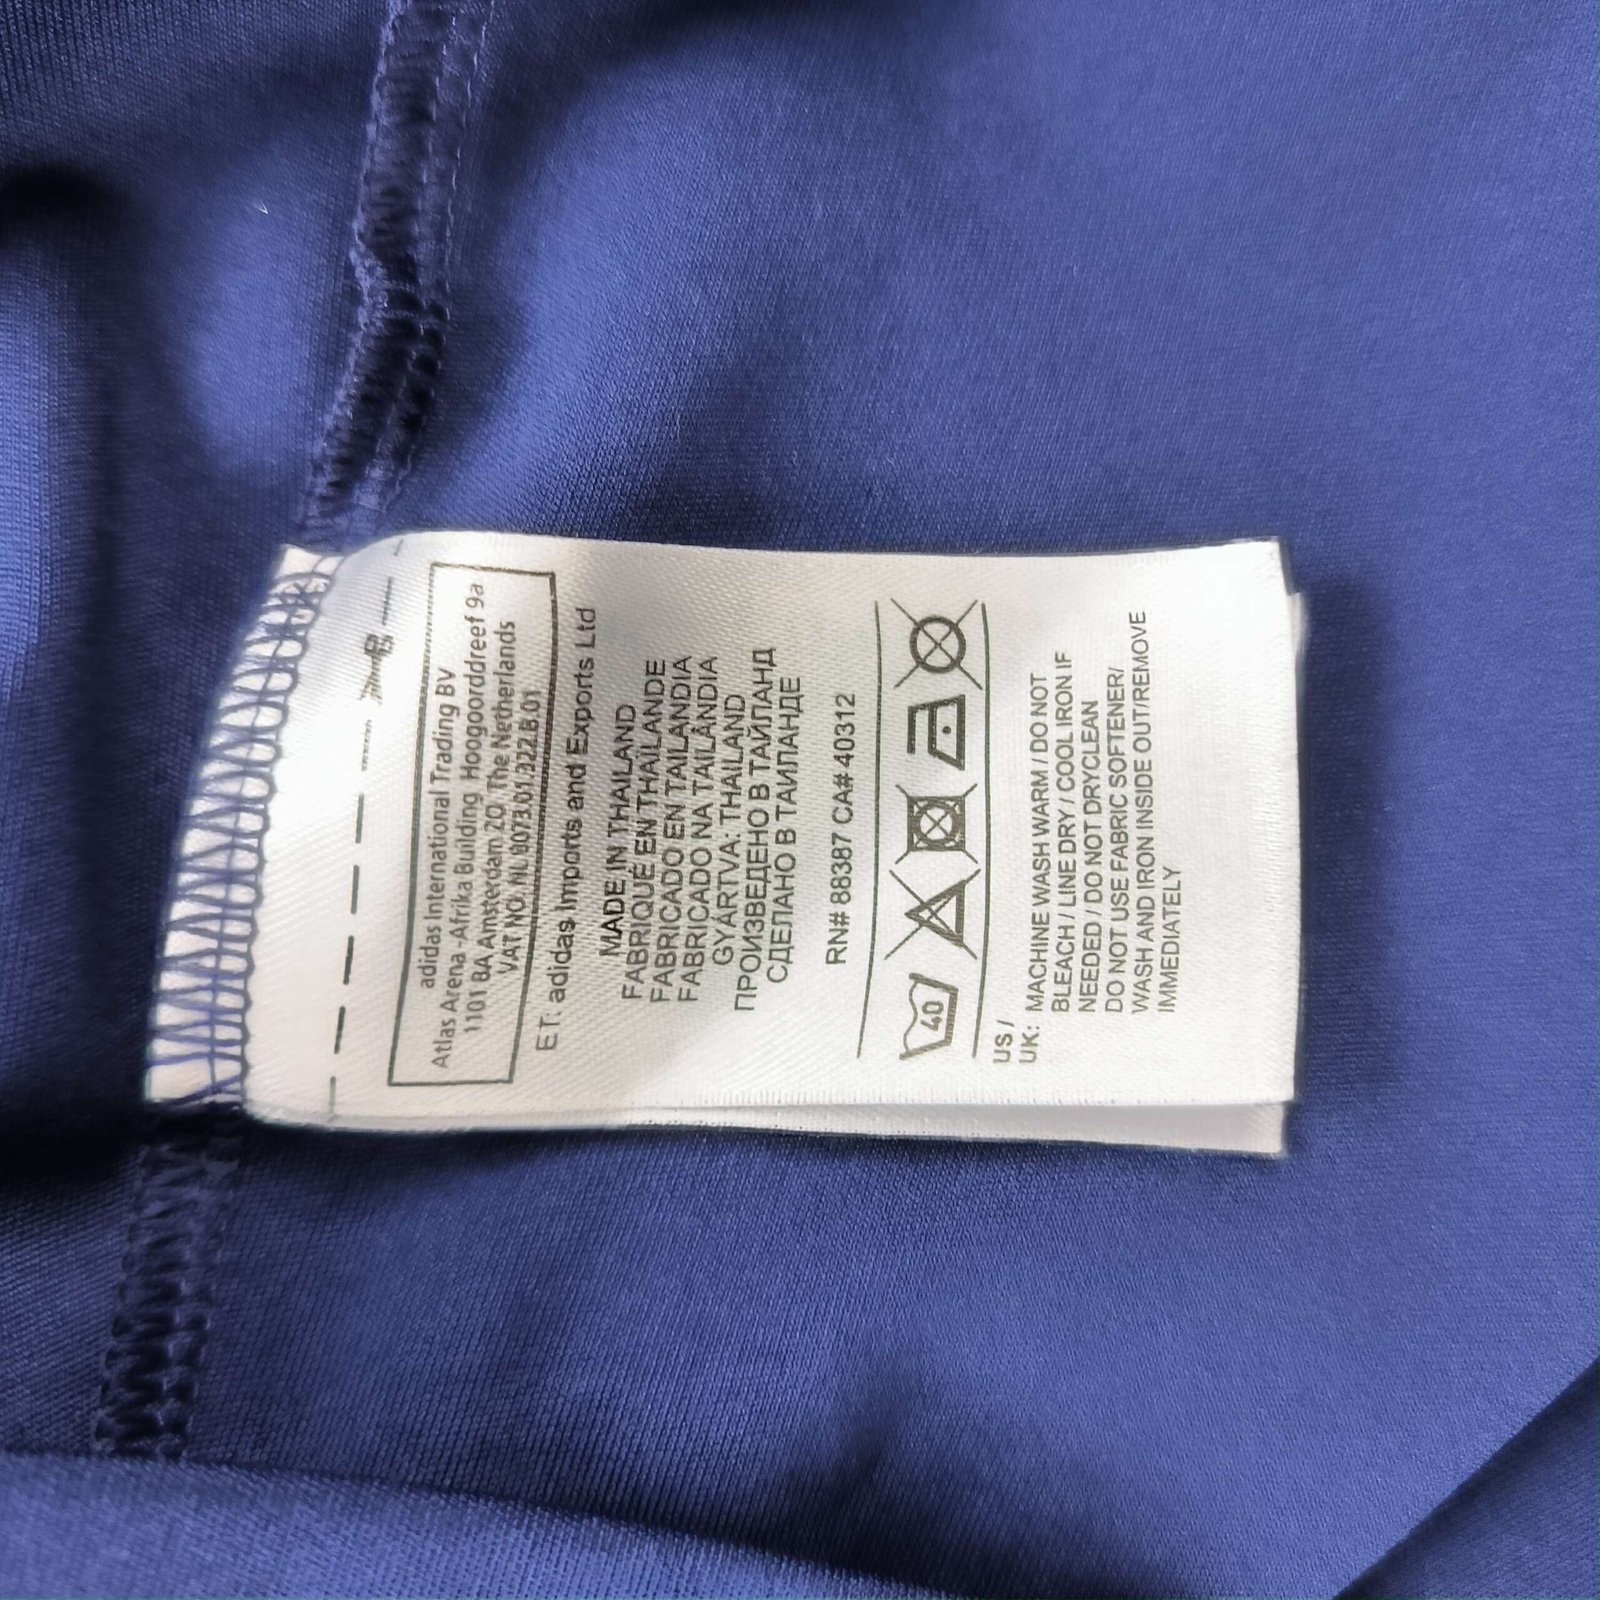 adidas International Trading BV
Atlas Arena -Afrika Building Hoogoorddreef 9a
1101 BA Amsterdam ZO, The Netherlands
VAT NO. NL 8073.01.322.B.01
ET: adidas Imports and Exports Ltd
MADE IN THAILAND
FABRIQUÉ EN THAÏLANDE
FABRICADO EN TAILANDIA
FABRICADO NA TAILÂNDIA
GYÁRTVA: THAILAND
ПРОИЗВЕДЕНО В ТАЙЛАНД
СДЕЛАНО В ТАИЛАНДЕ
RN# 88387 CA# 40312
40
US /
UK: MACHINE WASH WARM / DO NOT
BLEACH / LINE DRY / COOL IRON IF
NEEDED / DO NOT DRYCLEAN
DO NOT USE FABRIC SOFTENER/
WASH AND IRON INSIDE OUT/REMOVE
IMMEDIATELY